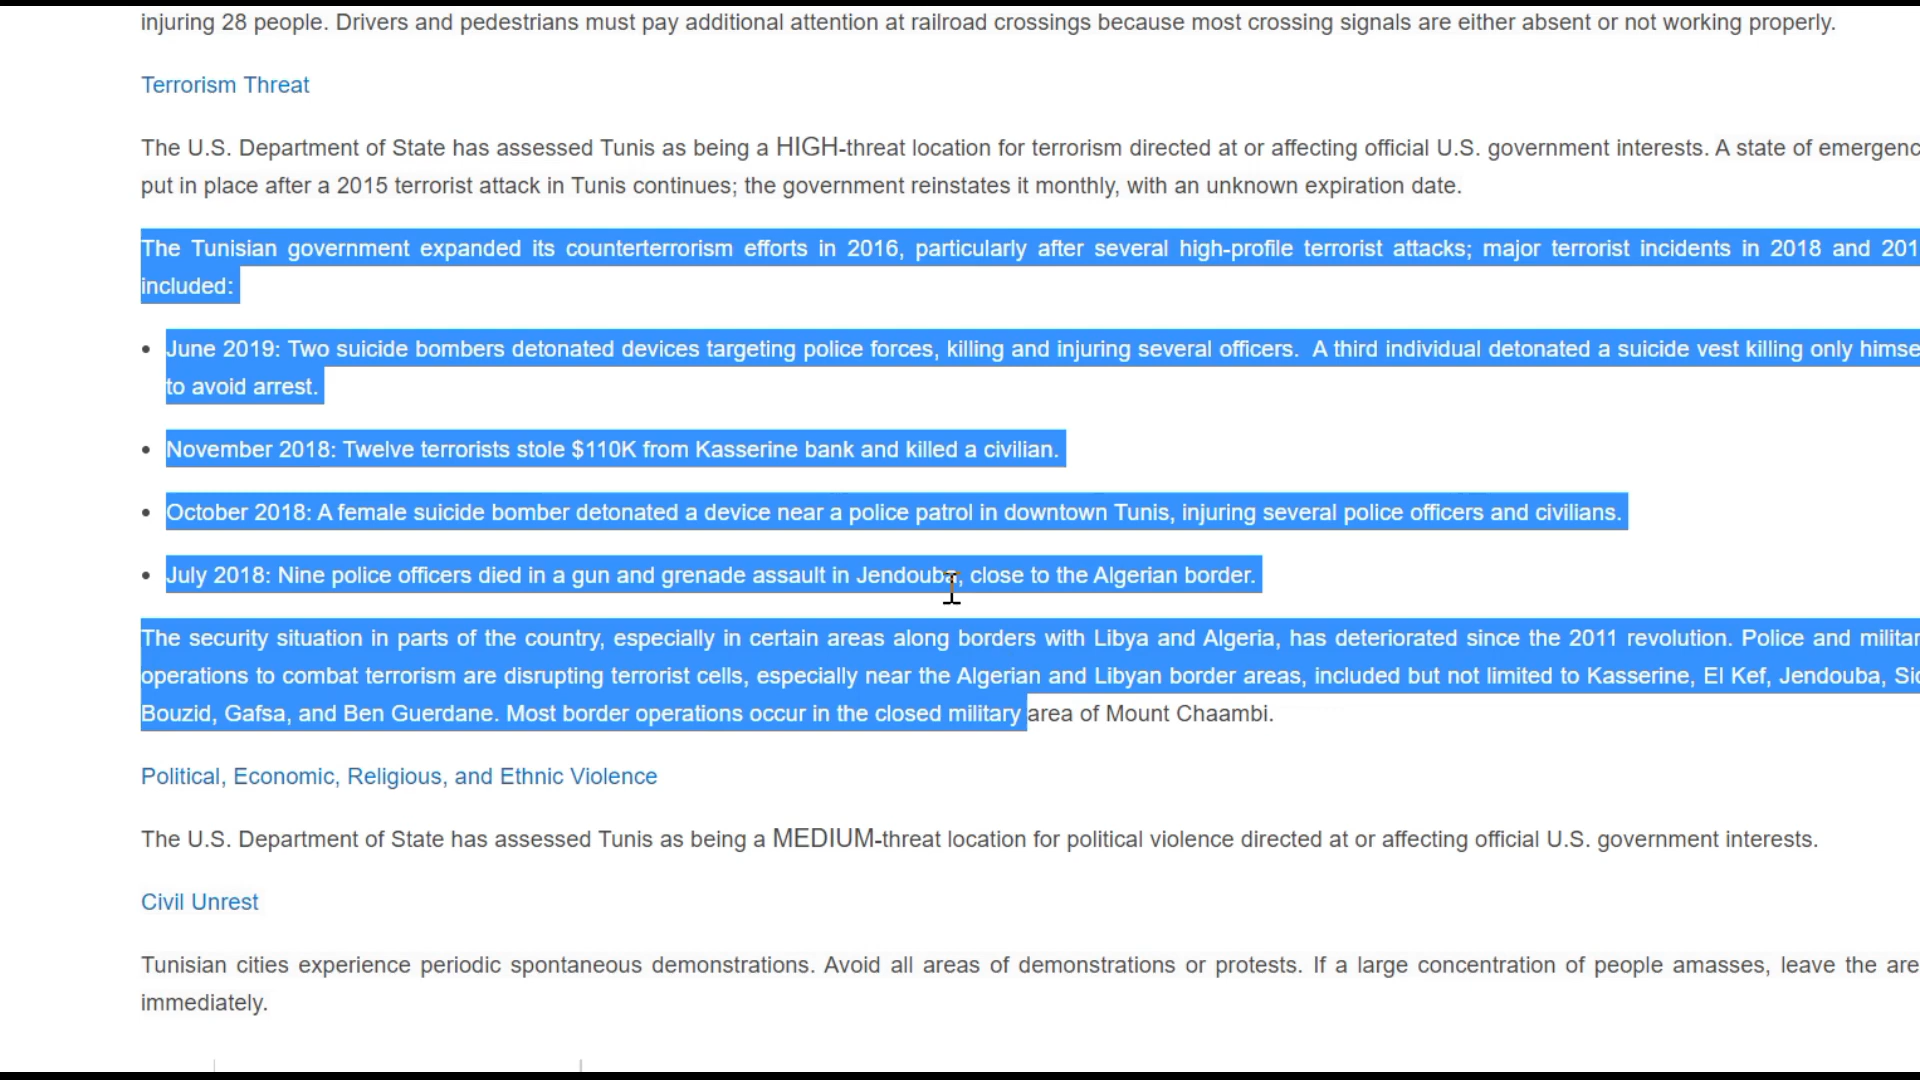 injuring 28 people. Drivers and pedestrians must pay additional attention at railroad crossings because most crossing signals are either absent or not working properly.
Terrorism Threat
The U.S. Department of State has assessed Tunis as being a HIGH-threat location for terrorism directed at or affecting official U.S. government interests. A state of emergenc
put in place after a 2015 terrorist attack in Tunis continues; the government reinstates it monthly, with an unknown expiration date.
The Tunisian government expanded its counterterrorism efforts in 2016, particularly after several high-profile terrorist attacks; major terrorist incidents in 2018 and 201
included:
• June 2019: Two suicide bombers detonated devices targeting police forces, killing and injuring several officers.  A third individual detonated a suicide vest killing only himse
to avoid arrest.
• November 2018: Twelve terrorists stole $110K from Kasserine bank and killed a civilian.
• October 2018: A female suicide bomber detonated a device near a police patrol in downtown Tunis, injuring several police officers and civilians.
• July 2018: Nine police officers died in a gun and grenade assault in Jendouba, close to the Algerian border.
The security situation in parts of the country, especially in certain areas along borders with Libya and Algeria, has deteriorated since the 2011 revolution. Police and militar
operations to combat terrorism are disrupting terrorist cells, especially near the Algerian and Libyan border areas, included but not limited to Kasserine, El Kef, Jendouba, Sid
Bouzid, Gafsa, and Ben Guerdane. Most border operations occur in the closed military area of Mount Chaambi.
Political, Economic, Religious, and Ethnic Violence
The U.S. Department of State has assessed Tunis as being a MEDIUM-threat location for political violence directed at or affecting official U.S. government interests.
Civil Unrest
Tunisian cities experience periodic spontaneous demonstrations. Avoid all areas of demonstrations or protests. If a large concentration of people amasses, leave the are
immediately.